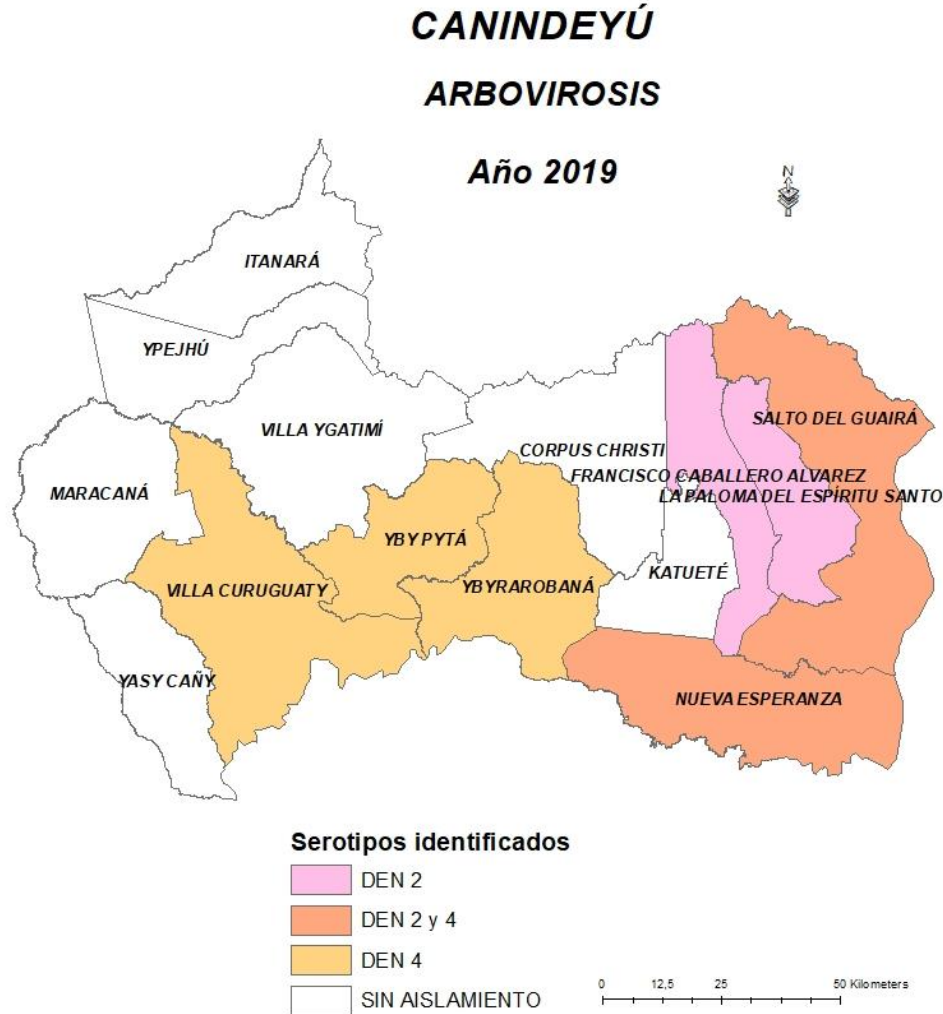 CANINDEYÚ
ARBOVIROSIS
Año 2019
N
ITANARÁ
YPEJHÚ
VILLA YGATIMÍ
SALTO DEL GUAIRÁ
CORPUS CHRISTI
FRANCISCO CABALLERO ALVAREZ
MARACANÁ
LA PALOMA DEL ESPÍRITU SANTO
YBY PYTÁ
KATUETÉ
VILLA CURUGUATY
YBYRAROBANÁ
YASY CAÑY
NUEVA ESPERANZA
Serotipos identificados
DEN 2
DEN 2 y 4
DEN 4
SIN AISLAMIENTO
0 12,5 25 50 Kilometers